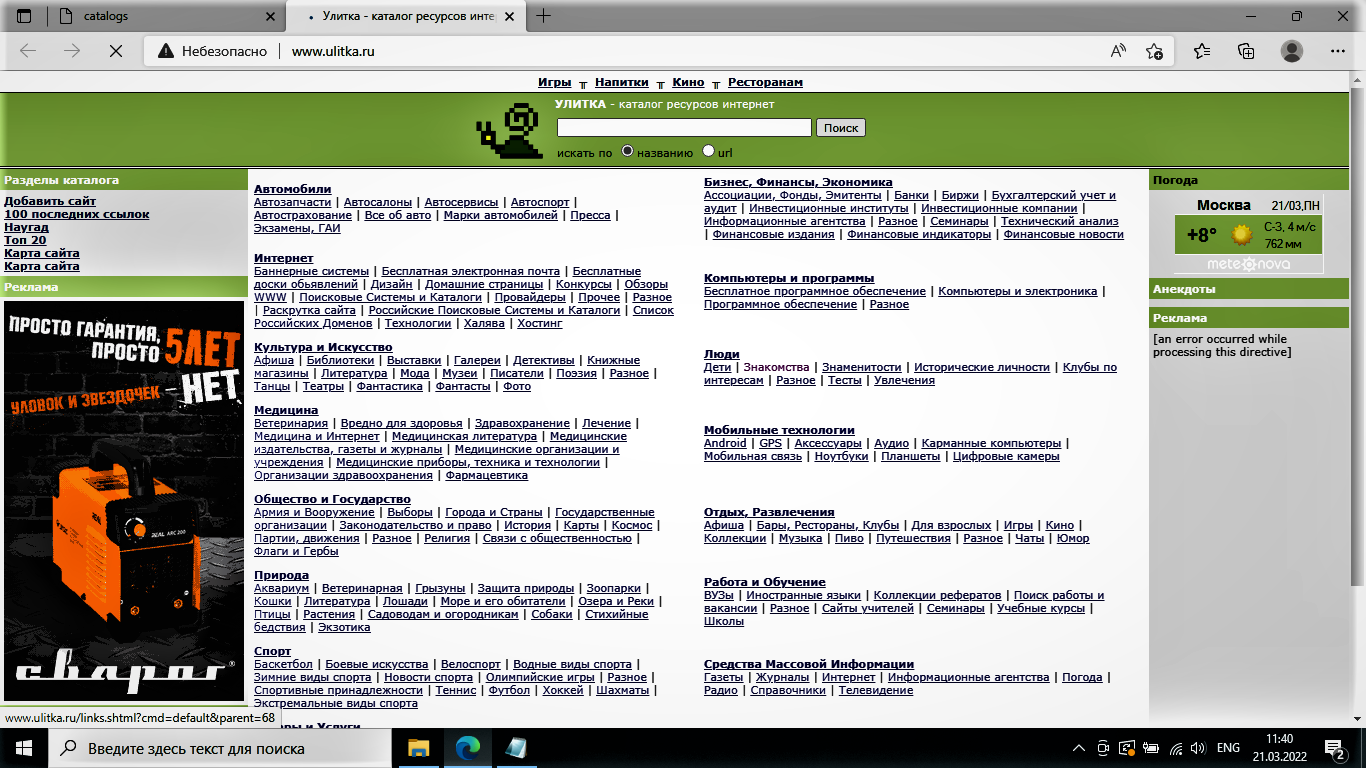 catalogs
Улитка - каталог ресурсов инте
Небезопасно
www.ulitka.ru
Игры ╥ Напитки ╥ Кино ╥ Ресторанам
УЛИТКА - каталог ресурсов интернет
Поиск
искать по названию url
Разделы каталога
Добавить сайт
100 последних ссылок
Наугад
Топ 20
Карта сайта
Карта сайта
Реклама
ПРОСТО ГАРАНТИЯ,
ПРОСТО 5ЛЕТ
УЛОВОК И ЗВЕЗДОЧЕК – НЕТ
REAL ARC 200
сварог®
Автомобили
Автозапчасти | Автосалоны | Автосервисы | Автоспорт |
Автострахование | Все об авто | Марки автомобилей | Пресса |
Экзамены, ГАИ
Интернет
Баннерные системы | Бесплатная электронная почта | Бесплатные
доски обьявлений | Дизайн | Домашние страницы | Конкурсы | Обзоры
WWW | Поисковые Системы и Каталоги | Провайдеры | Прочее | Разное
| Раскрутка сайта | Российские Поисковые Системы и Каталоги | Список
Российских Доменов | Технологии | Халява | Хостинг
Культура и Искусство
Афиша | Библиотеки | Выставки | Галереи | Детективы | Книжные
магазины | Литература | Мода | Музеи | Писатели | Поэзия | Разное |
Танцы | Театры | Фантастика | Фантасты | Фото
Медицина
Ветеринария | Вредно для здоровья | Здравохранение | Лечение |
Медицина и Интернет | Медицинская литература | Медицинские
издательства, газеты и журналы | Медицинские организации и
учреждения | Медицинские приборы, техника и технологии |
Организации здравоохранения | Фармацевтика
Общество и Государство
Армия и Вооружение | Выборы | Города и Страны | Государственные
организации | Законодательство и право | История | Карты | Космос |
Партии, движения | Разное | Религия | Связи с общественностью |
Флаги и Гербы
Природа
Аквариум | Ветеринарная | Грызуны | Защита природы | Зоопарки |
Кошки | Литература | Лошади | Море и его обитатели | Озера и Реки |
Птицы | Растения | Садоводам и огородникам | Собаки | Стихийные
бедствия | Экзотика
Спорт
Баскетбол | Боевые искусства | Велоспорт | Водные виды спорта |
Зимние виды спорта | Новости спорта | Олимпийские игры | Разное |
Спортивные принадлежности | Теннис | Футбол | Хоккей | Шахматы |
Экстремальные виды спорта
Бизнес, Финансы, Экономика
Ассоциации, Фонды, Эмитенты | Банки | Биржи | Бухгалтерский учет и
аудит | Инвестиционные институты | Инвестиционные компании |
Информационные агентства | Разное | Семинары | Технический анализ
| Финансовые издания | Финансовые индикаторы | Финансовые новости
Компьютеры и программы
Бесплатное программное обеспечение | Компьютеры и электроника |
Программное обеспечение | Разное
Люди
Дети | Знакомства | Знаменитости | Исторические личности | Клубы по
интересам | Разное | Тесты | Увлечения
Мобильные технологии
Android | GPS | Аксессуары | Аудио | Карманные компьютеры |
Мобильная связь | Ноутбуки | Планшеты | Цифровые камеры
Отдых, Развлечения
Афиша | Бары, Рестораны, Клубы | Для взрослых | Игры | Кино |
Коллекции | Музыка | Пиво | Путешествия | Разное | Чаты | Юмор
Работа и Обучение
ВУЗы | Иностранные языки | Коллекции рефератов | Поиск работы и
вакансии | Разное | Сайты учителей | Семинары | Учебные курсы |
Школы
Средства Массовой Информации
Газеты | Журналы | Интернет | Информационные агентства | Погода |
Радио | Справочники | Телевидение
Погода
Москва 21/03,ПН
+8° С-З, 4 м/с
762 мм
meteonova
Анекдоты
Реклама
[an error occurred while
processing this directive]
www.ulitka.ru/links.shtml?cmd=default&parent=68
Введите здесь текст для поиска
ENG
11:40
21.03.2022
2